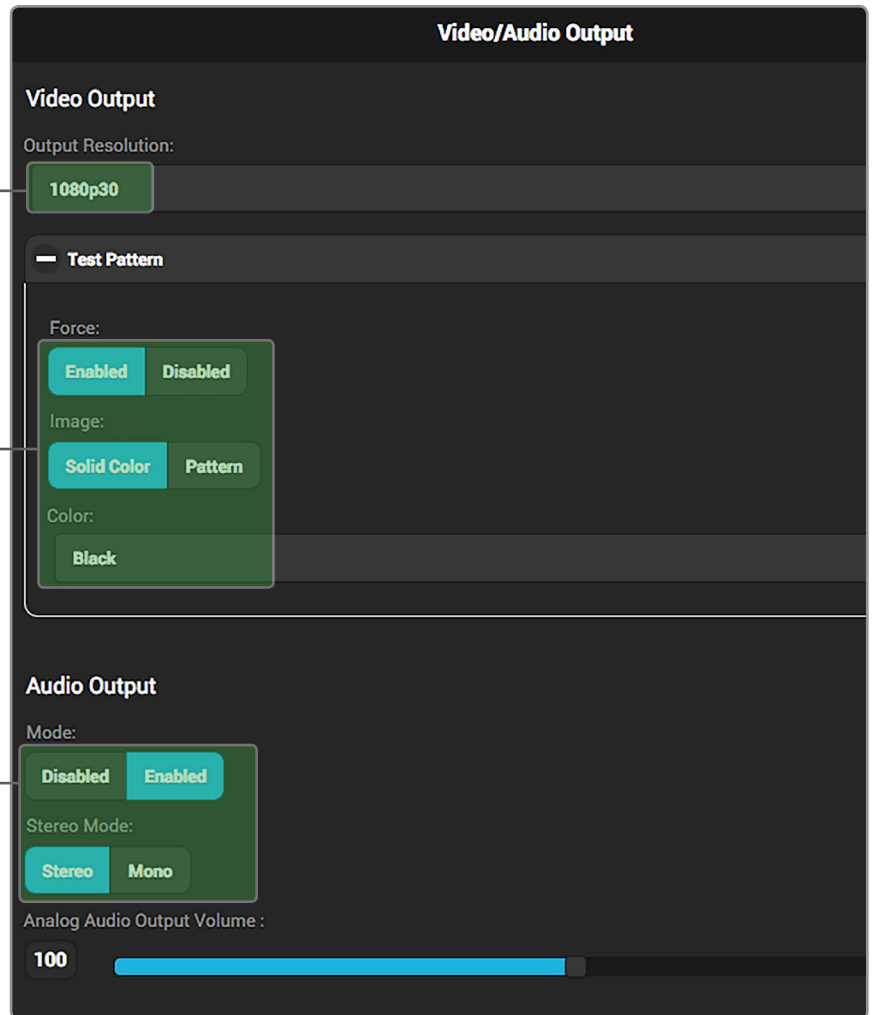 Video/Audio Output
Video Output
Output Resolution:
1080p30
Test Pattern
Force:
Enabled Disabled
Image:
Solid Color Pattern
Color:
Black
Audio Output
Mode:
Disabled Enabled
Stereo Mode:
Stereo Mono
Analog Audio Output Volume :
100